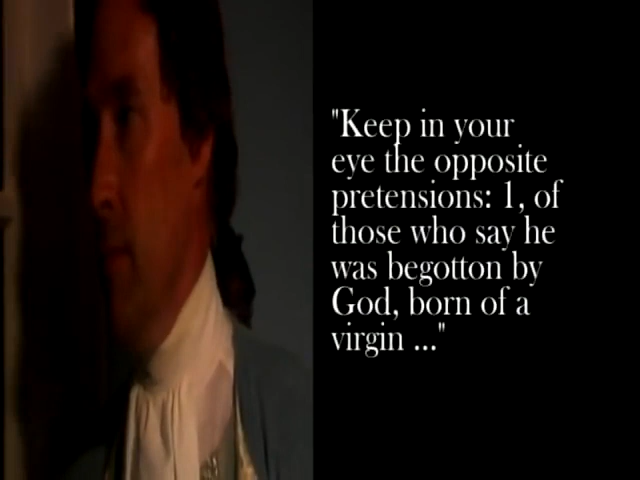 "Keep in your
eye the opposite
pretensions: 1, of
those who say he
was begotton by
God, born of a
virgin ..."